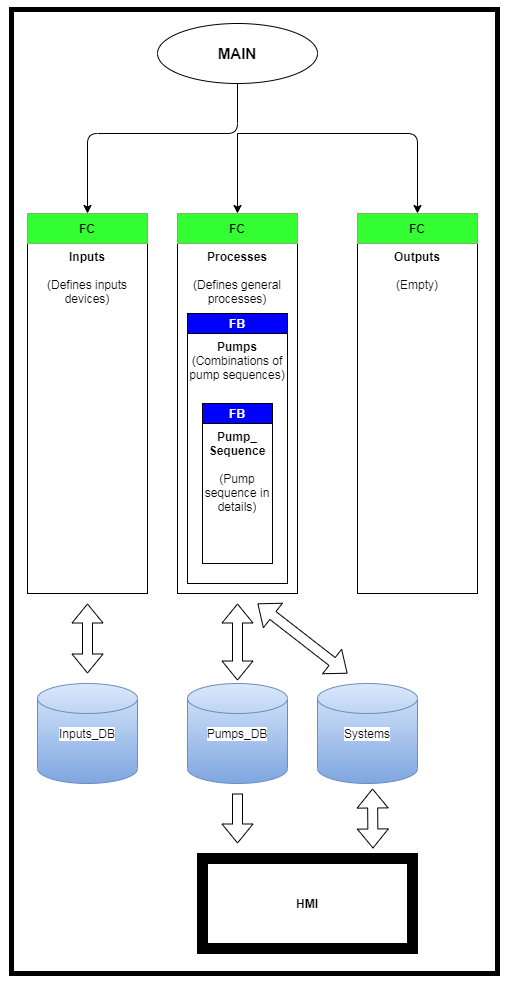 MAIN
FC
Inputs
(Defines inputs
devices)
FC
Processes
(Defines general
processes)
FB
Pumps
(Combinations of
pump sequences)
FB
Pump_
Sequence
(Pump
sequence in
details)
FC
Outputs
(Empty)
Inputs_DB
Pumps_DB
Systems
HMI